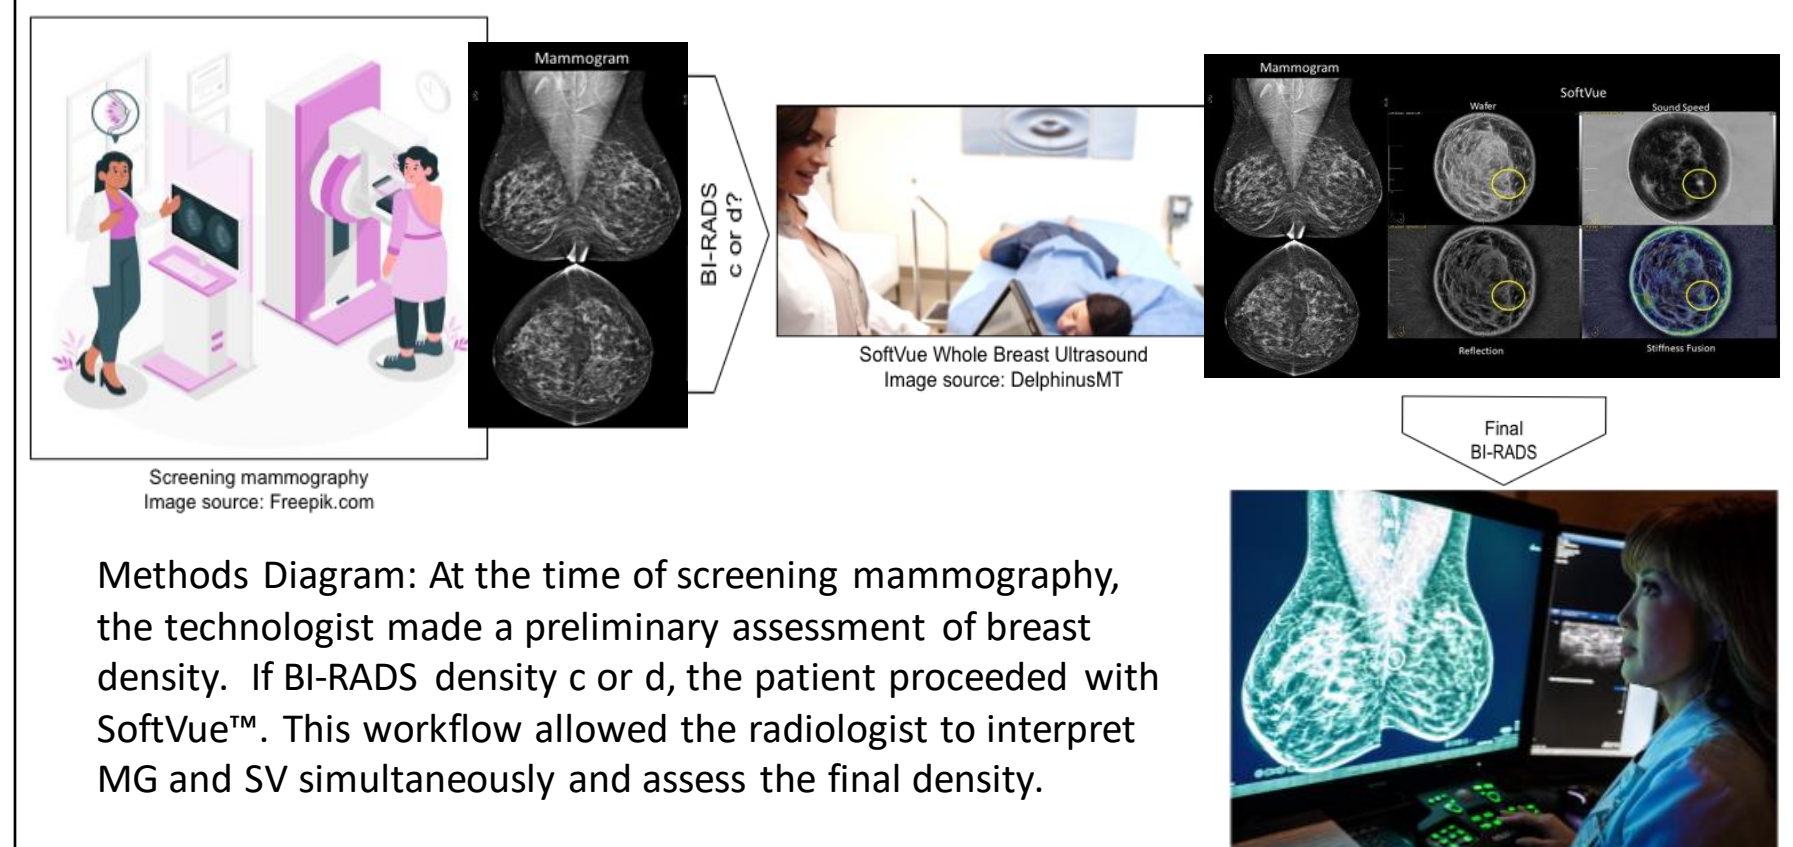 Mammogram
BI-RADS
c or d?
Screening mammography
Image source: Freepik.com
SoftVue Whole Breast Ultrasound
Image source: DelphinusMT
Mammogram
SoftVue
Wafer
Sound Speed
Reflection
Stiffness Fusion
Final
BI-RADS
Methods Diagram: At the time of screening mammography,
the technologist made a preliminary assessment of breast
density. If BI-RADS density c or d, the patient proceeded with
SoftVue™. This workflow allowed the radiologist to interpret
MG and SV simultaneously and assess the final density.